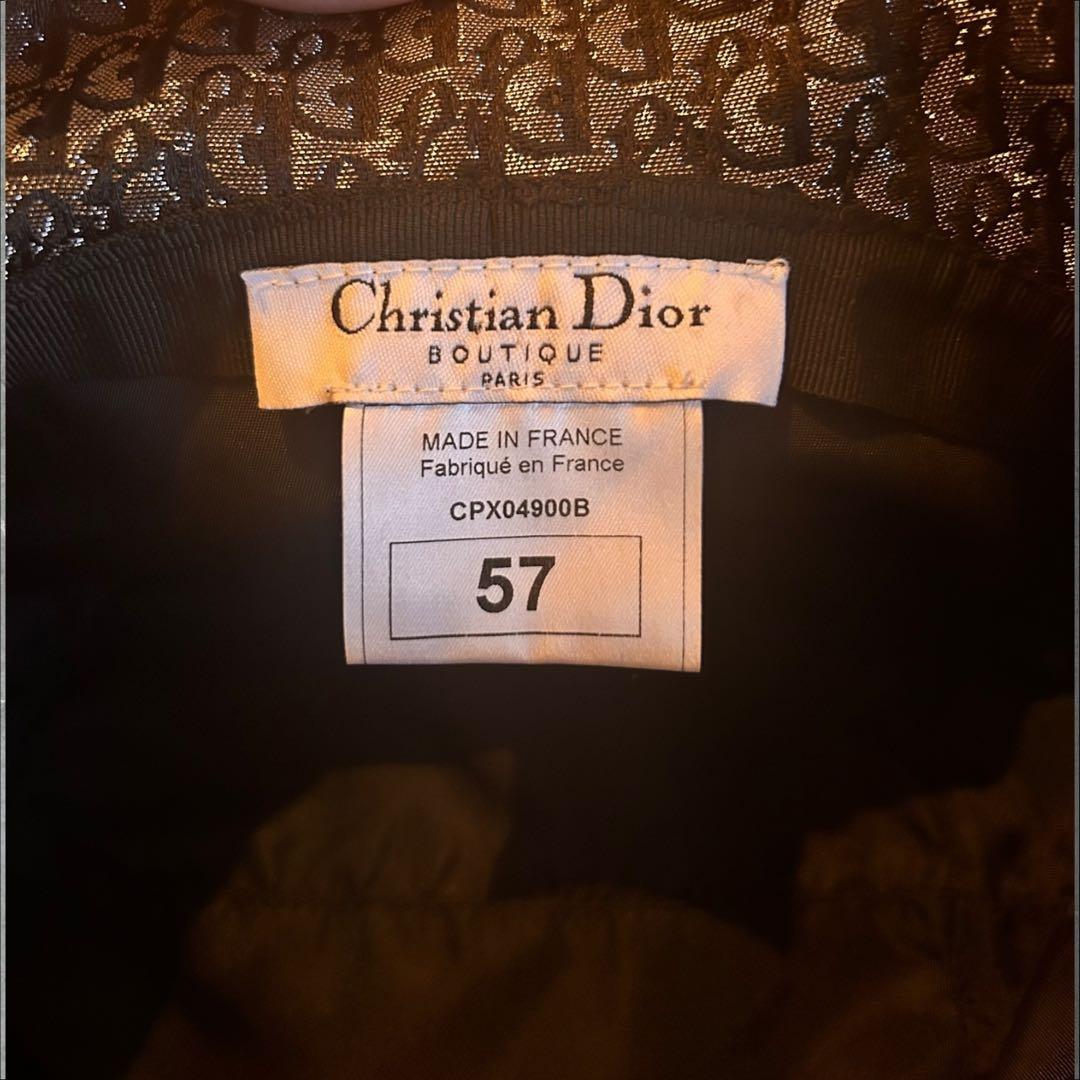 Christian Dior
BOUTIQUE
PARIS
MADE IN FRANCE
Fabriqué en France
CPX04900B
57